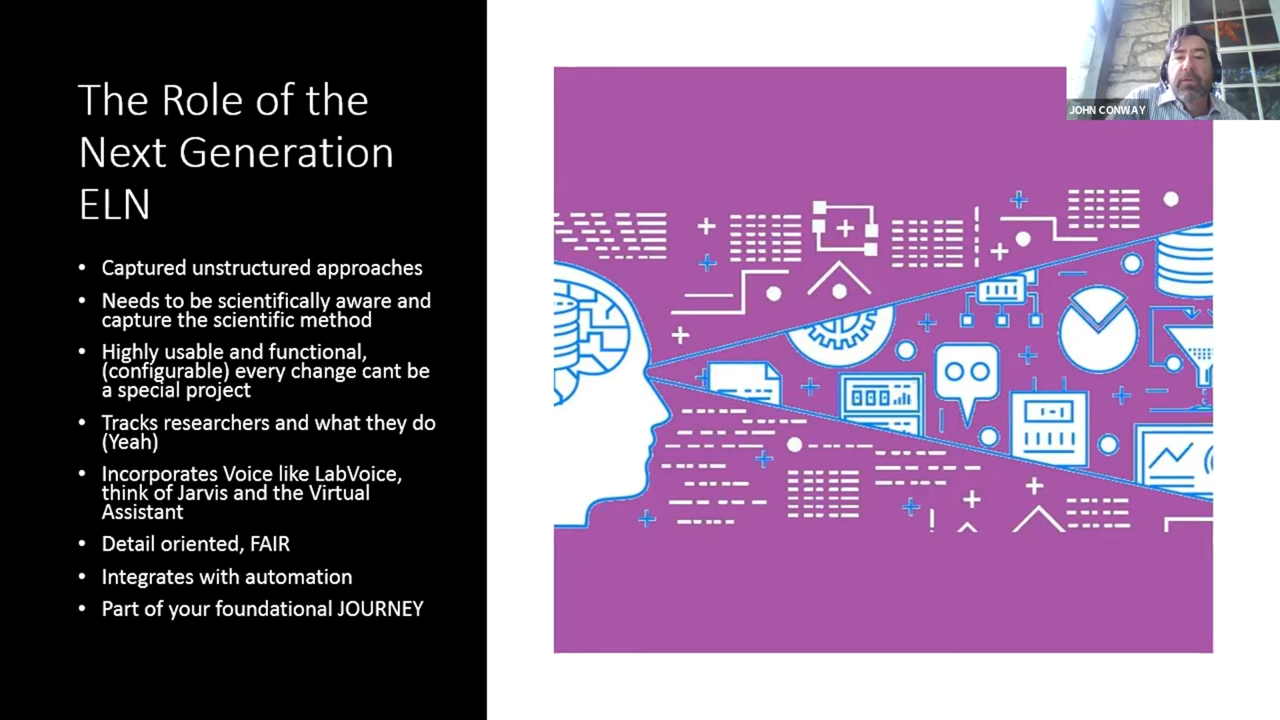 The Role of the
Next Generation
ELN
• Captured unstructured approaches
• Needs to be scientifically aware and
capture the scientific method
• Highly usable and functional,
(configurable) every change cant be
a special project
• Tracks researchers and what they do
(Yeah)
• Incorporates Voice like LabVoice,
think of Jarvis and the Virtual
Assistant
• Detail oriented, FAIR
• Integrates with automation
• Part of your foundational JOURNEY
JOHN CONWAY